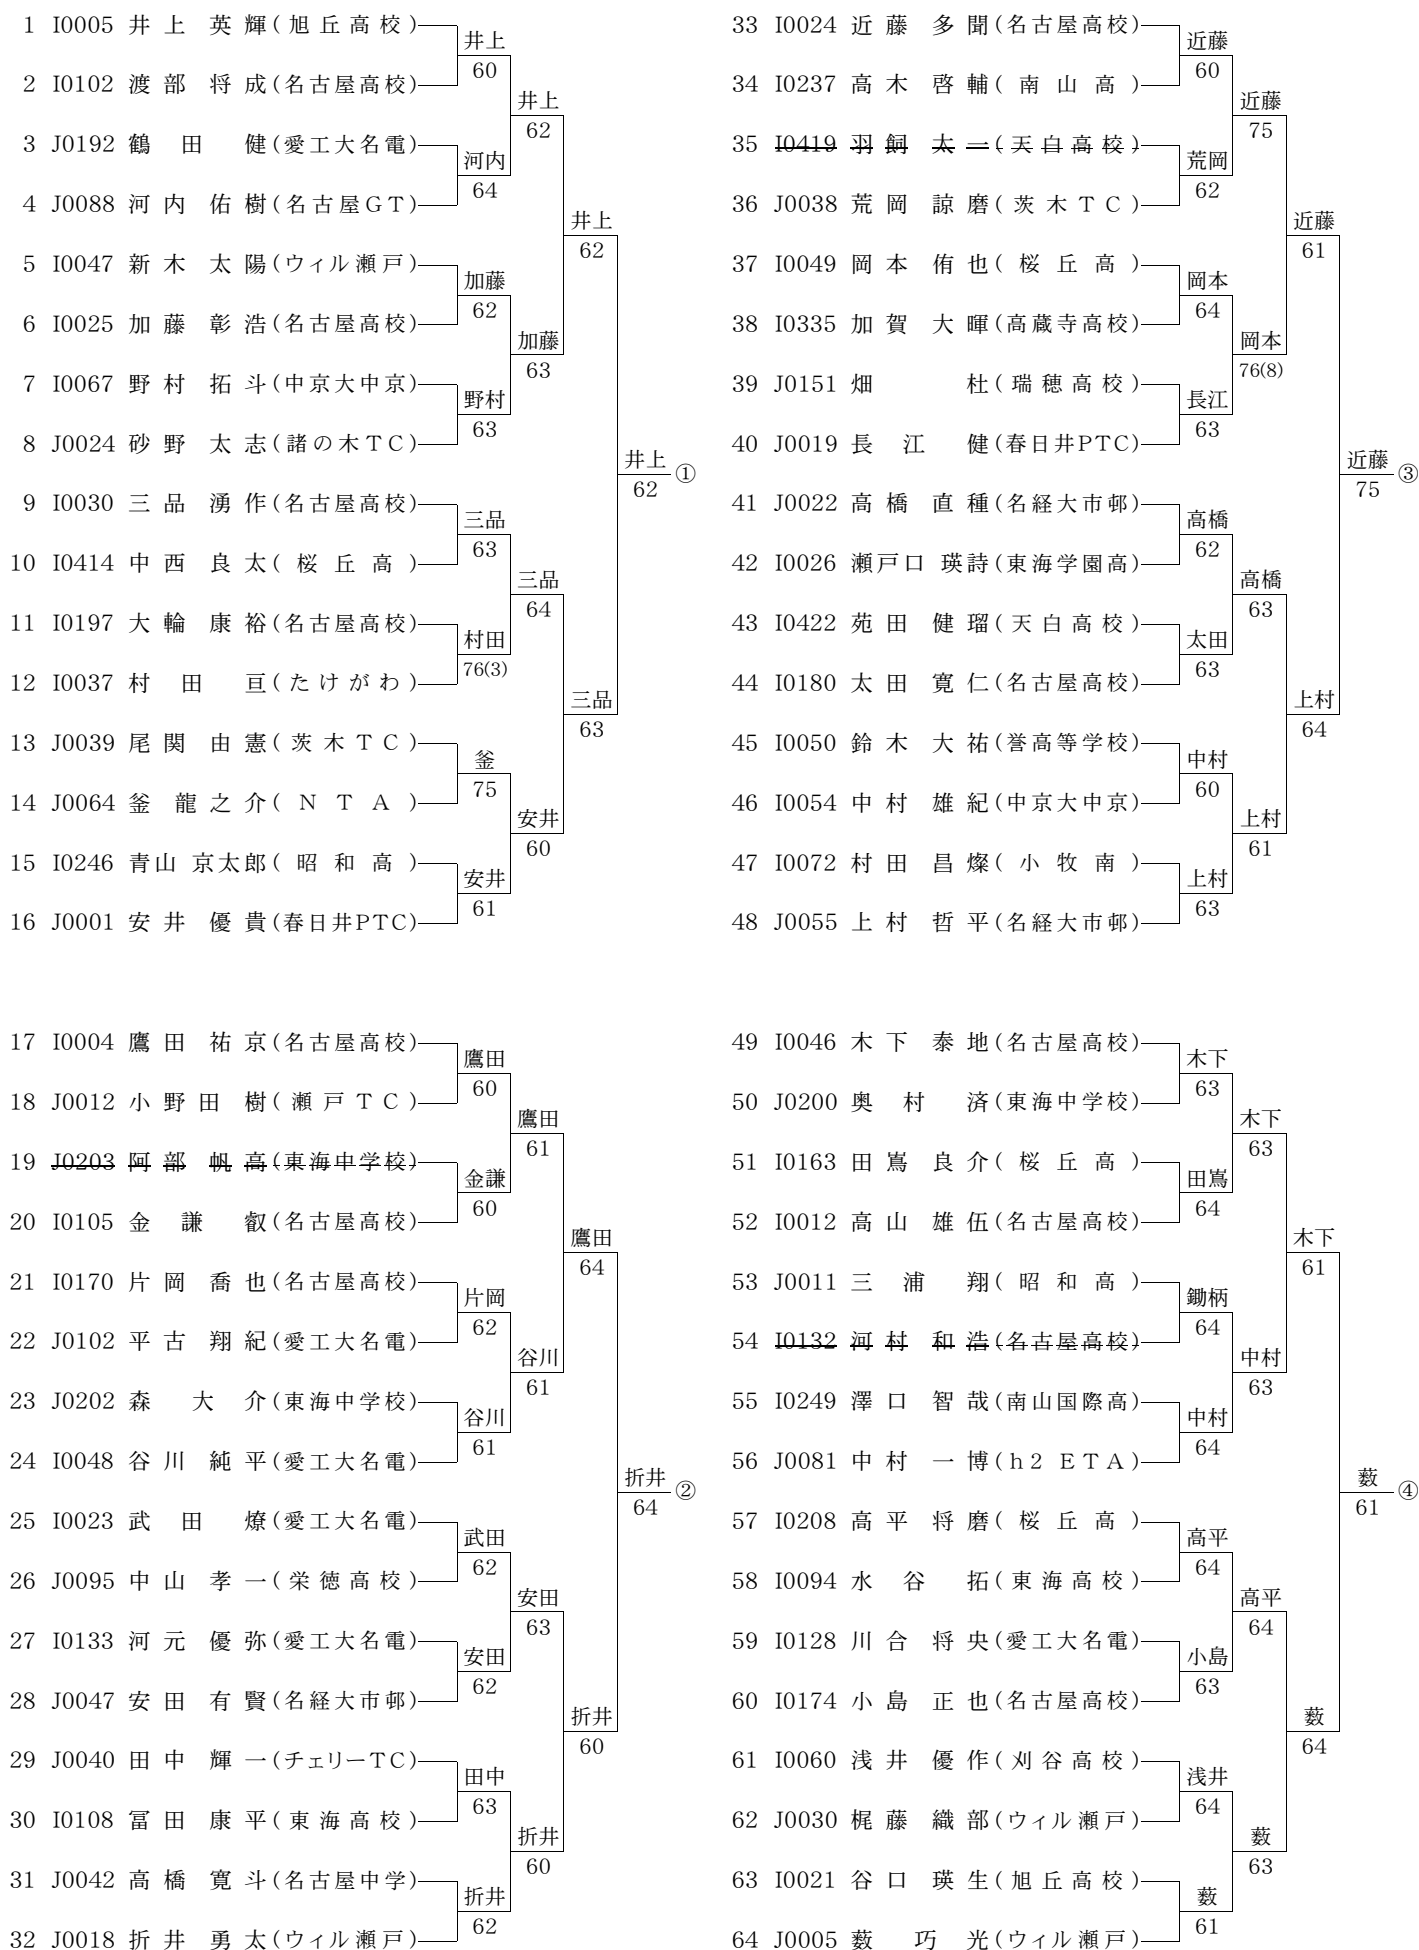 1 I0005 井上 英輝(旭丘高校)
井上
60
2 I0102 渡部 将成(名古屋高校)
井上
62
3 J0192 鶴田 健(愛工大名電)
河内
64
4 J0088 河内 佑樹(名古屋GT)
井上
62
5 I0047 新木 太陽(ウィル瀬戸)
加藤
62
6 I0025 加藤 彰浩(名古屋高校)
加藤
63
7 I0067 野村 拓斗(中京大中京)
野村
63
8 J0024 砂野 太志(諸の木TC)
井上 ①
62
9 I0030 三品 湧作(名古屋高校)
三品
63
10 I0414 中西 良太(桜丘高)
三品
64
11 I0197 大輪 康裕(名古屋高校)
村田
76(3)
12 I0037 村田 亘(たけがわ)
三品
63
13 J0039 尾関 由憲(茨木TC)
釜
75
14 J0064 釜 龍之介(NTA)
安井
60
15 I0246 青山 京太郎(昭和高)
安井
61
16 J0001 安井 優貴(春日井PTC)
17 I0004 鷹田 祐京(名古屋高校)
鷹田
60
18 J0012 小野田 樹(瀬戸TC)
鷹田
61
19 J0203 阿部 帆高(東海中学校)
金謙
60
20 I0105 金 謙 叡(名古屋高校)
鷹田
64
21 I0170 片岡 喬也(名古屋高校)
片岡
62
22 J0102 平古 翔紀(愛工大名電)
谷川
61
23 J0202 森 大介(東海中学校)
谷川
61
24 I0048 谷川 純平(愛工大名電)
折井 ②
64
25 I0023 武田 燎(愛工大名電)
武田
62
26 J0095 中山 孝一(栄徳高校)
安田
63
27 I0133 河元 優弥(愛工大名電)
安田
62
28 J0047 安田 有賢(名経大市邨)
折井
60
29 J0040 田中 輝一(チェリーTC)
田中
63
30 I0108 冨田 康平(東海高校)
折井
60
31 J0042 高橋 寛斗(名古屋中学)
折井
62
32 J0018 折井 勇太(ウィル瀬戸)
33 I0024 近藤 多聞(名古屋高校)
近藤
60
34 I0237 高木 啓輔(南山高)
近藤
75
35 I0419 羽飼 太一(天白高校)
荒岡
62
36 J0038 荒岡 諒磨(茨木TC)
近藤
61
37 I0049 岡本 侑也(桜丘高)
岡本
64
38 I0335 加賀 大暉(高蔵寺高校)
岡本
76(8)
39 J0151 畑 杜(瑞穂高校)
長江
63
40 J0019 長江 健(春日井PTC)
近藤 ③
75
41 J0022 高橋 直種(名経大市邨)
高橋
62
42 I0026 瀬戸口 瑛詩(東海学園高)
高橋
63
43 I0422 苑田 健瑠(天白高校)
太田
63
44 I0180 太田 寛仁(名古屋高校)
上村
64
45 I0050 鈴木 大祐(誉高等学校)
中村
60
46 I0054 中村 雄紀(中京大中京)
上村
61
47 I0072 村田 昌燦(小牧南)
上村
63
48 J0055 上村 哲平(名経大市邨)
49 I0046 木下 泰地(名古屋高校)
木下
63
50 J0200 奥村 済(東海中学校)
木下
63
51 I0163 田嶌 良介(桜丘高)
田嶌
64
52 I0012 高山 雄伍(名古屋高校)
木下
61
53 J0011 三浦 翔(昭和高)
鋤柄
64
54 I0132 河村 和浩(名古屋高校)
中村
63
55 I0249 澤口 智哉(南山国際高)
中村
64
56 J0081 中村 一博(h2 ETA)
薮 ④
61
57 I0208 高平 将磨(桜丘高)
高平
64
58 I0094 水谷 拓(東海高校)
高平
64
59 I0128 川合 将央(愛工大名電)
小島
63
60 I0174 小島 正也(名古屋高校)
薮
64
61 I0060 浅井 優作(刈谷高校)
浅井
64
62 J0030 梶藤 織部(ウィル瀬戸)
薮
63
63 I0021 谷口 瑛生(旭丘高校)
薮
61
64 J0005 薮 巧光(ウィル瀬戸)